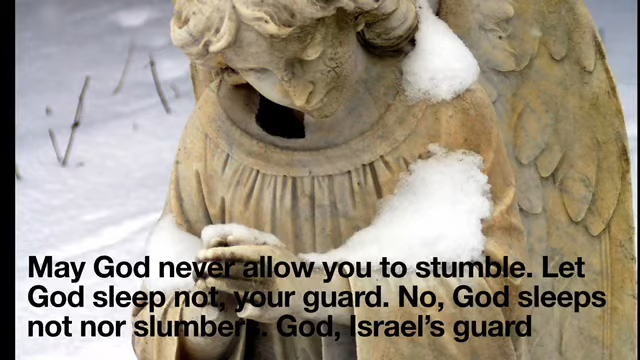 May God never allow you to stumble. Let
God sleep not, your guard. No, God sleeps
not nor slumbers. God, Israel’s guard